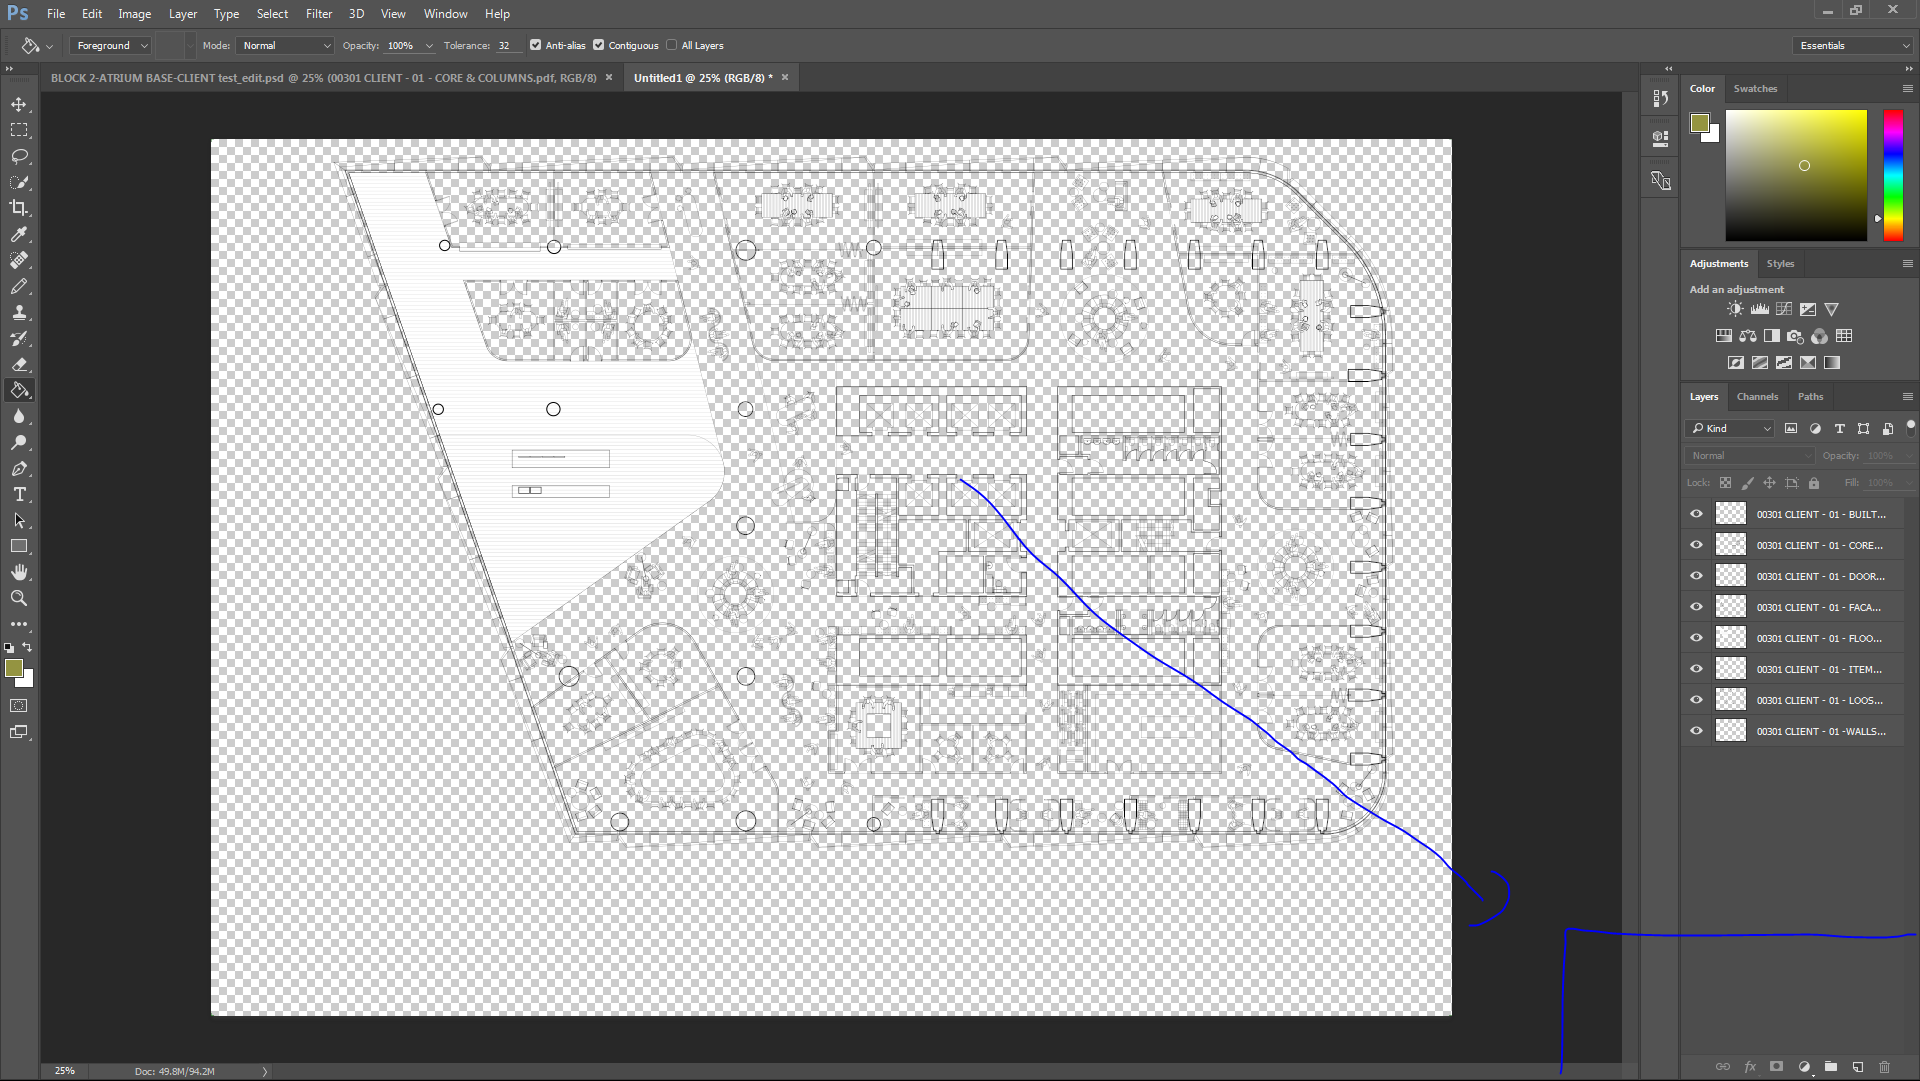 Ps File Edit Image Layer Type Select Filter 3D View Window Help
Foreground Mode: Normal Opacity: 100% Tolerance: 32 Anti-alias Contiguous All Layers Essentials
BLOCK 2-ATRIUM BASE-CLIENT test_edit.psd @ 25% (00301 CLIENT - 01 - CORE & COLUMNS.pdf, RGB/8) × Untitled1 @ 25% (RGB/8) * ×
Color Swatches
Adjustments Styles
Add an adjustment
Layers Channels Paths
Kind
Normal Opacity: 100%
Lock: Fill: 100%
00301 CLIENT - 01 - BUILT...
00301 CLIENT - 01 - CORE...
00301 CLIENT - 01 - DOOR...
00301 CLIENT - 01 - FACA...
00301 CLIENT - 01 - FLOO...
00301 CLIENT - 01 - ITEM...
00301 CLIENT - 01 - LOOS...
00301 CLIENT - 01 -WALLS...
25% Doc: 49.8M/94.2M
fx